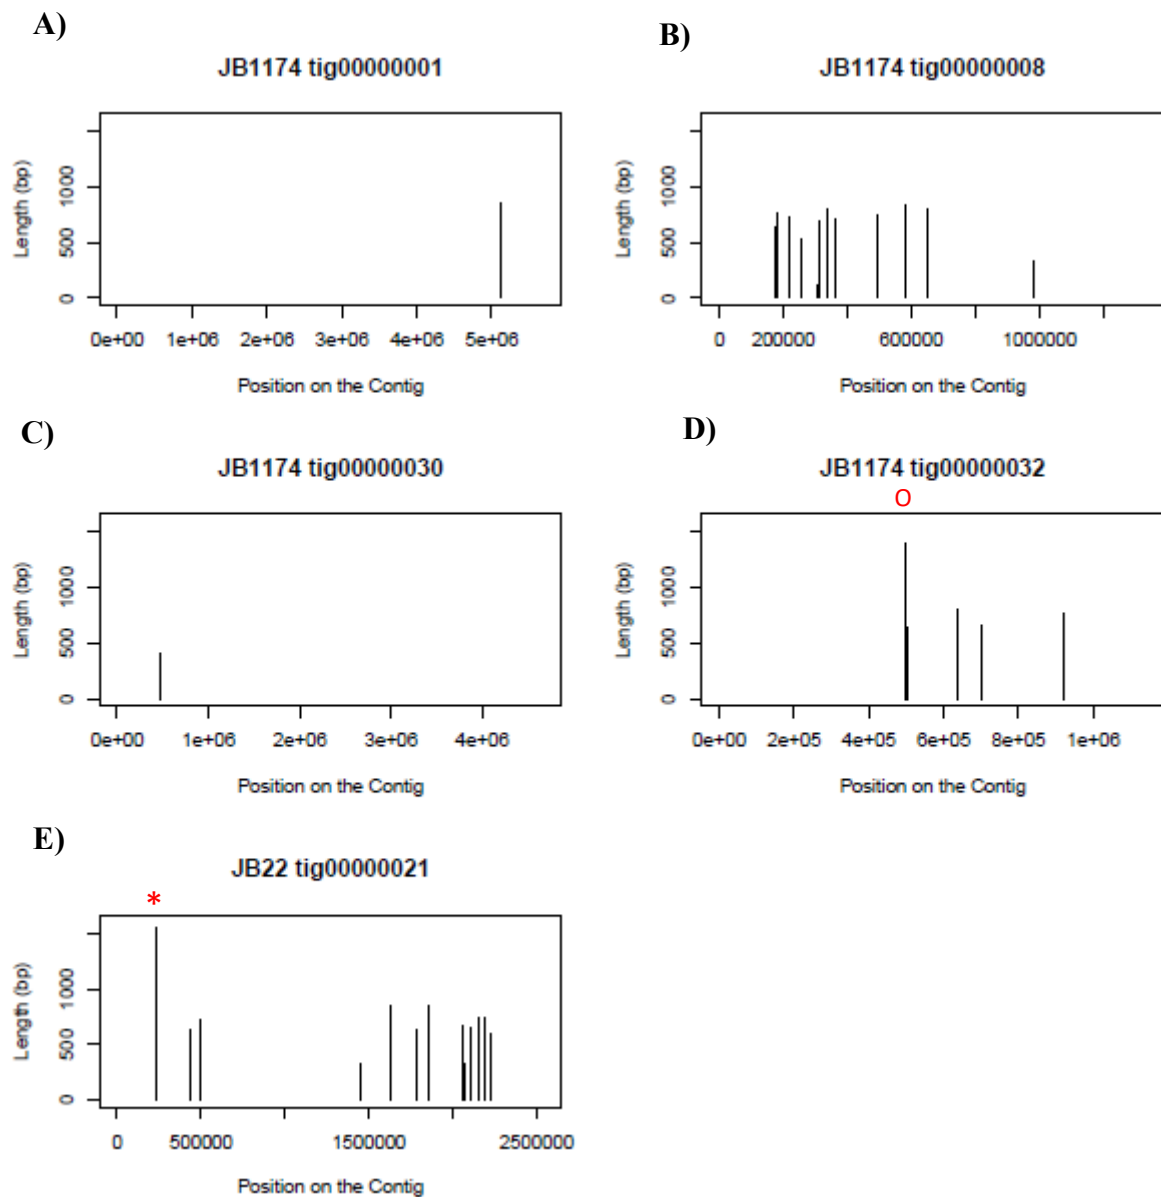 A)
JB1174 tig00000001
Length (bp)
1000
500
0
0e+00 1e+06 2e+06 3e+06 4e+06 5e+06
Position on the Contig
B)
JB1174 tig00000008
Length (bp)
1000
500
0
0 200000 600000 1000000
Position on the Contig
C)
JB1174 tig00000030
Length (bp)
1000
500
0
0e+00 1e+06 2e+06 3e+06 4e+06
Position on the Contig
D)
JB1174 tig00000032
O
Length (bp)
1000
500
0
0e+00 2e+05 4e+05 6e+05 8e+05 1e+06
Position on the Contig
E)
JB22 tig00000021
*
Length (bp)
1000
500
0
0 500000 1500000 2500000
Position on the Contig